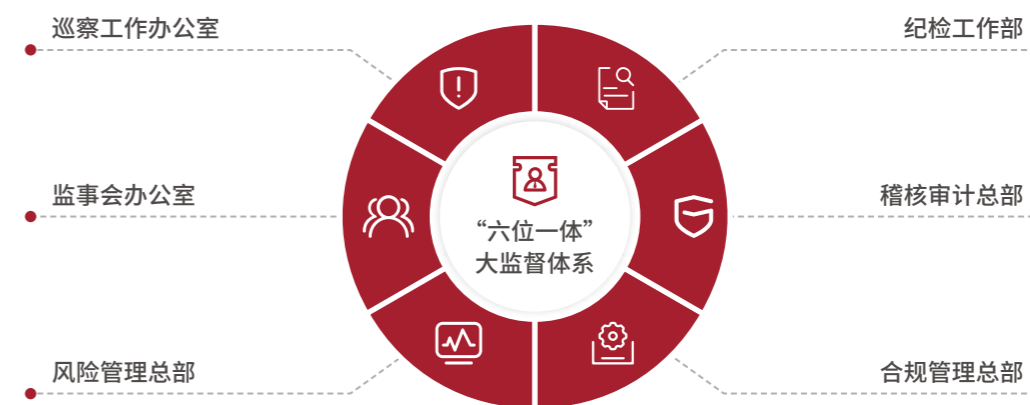 巡察工作办公室
纪检工作部
监事会办公室
稽核审计总部
“六位一体”
大监督体系
风险管理总部
合规管理总部